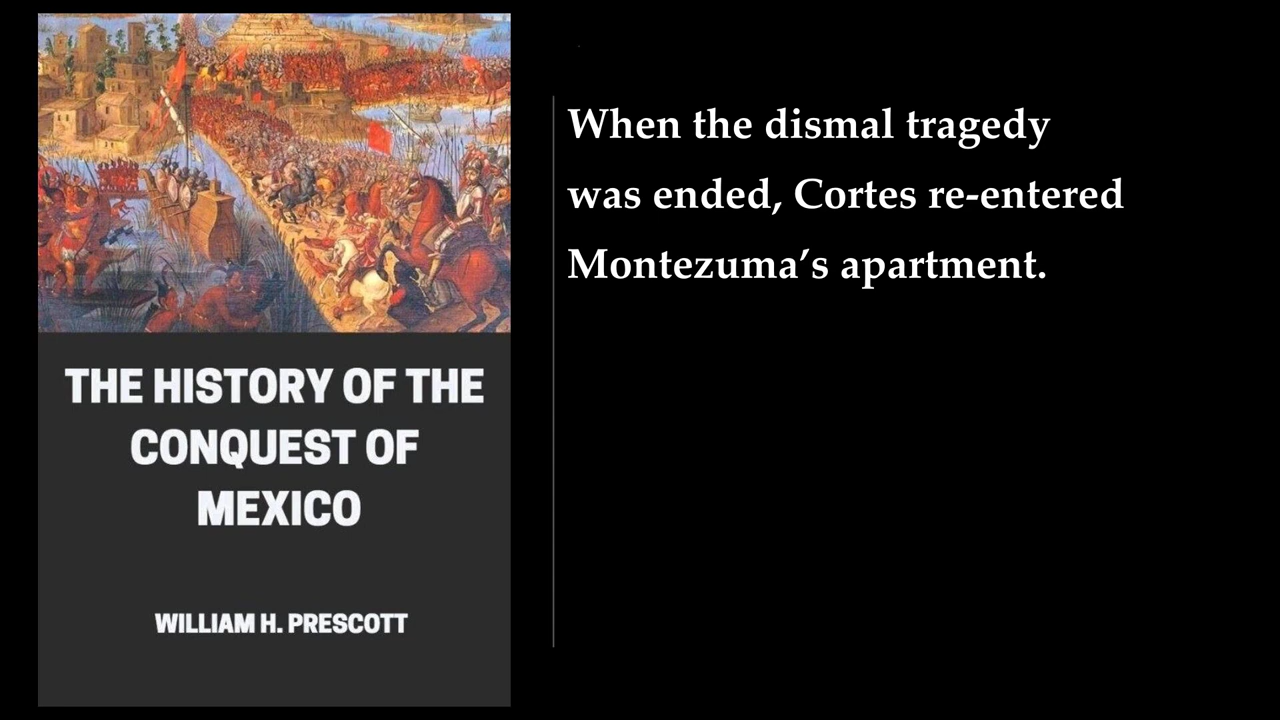 THE HISTORY OF THE
CONQUEST OF
MEXICO
WILLIAM H. PRESCOTT
When the dismal tragedy
was ended, Cortes re-entered
Montezuma’s apartment.